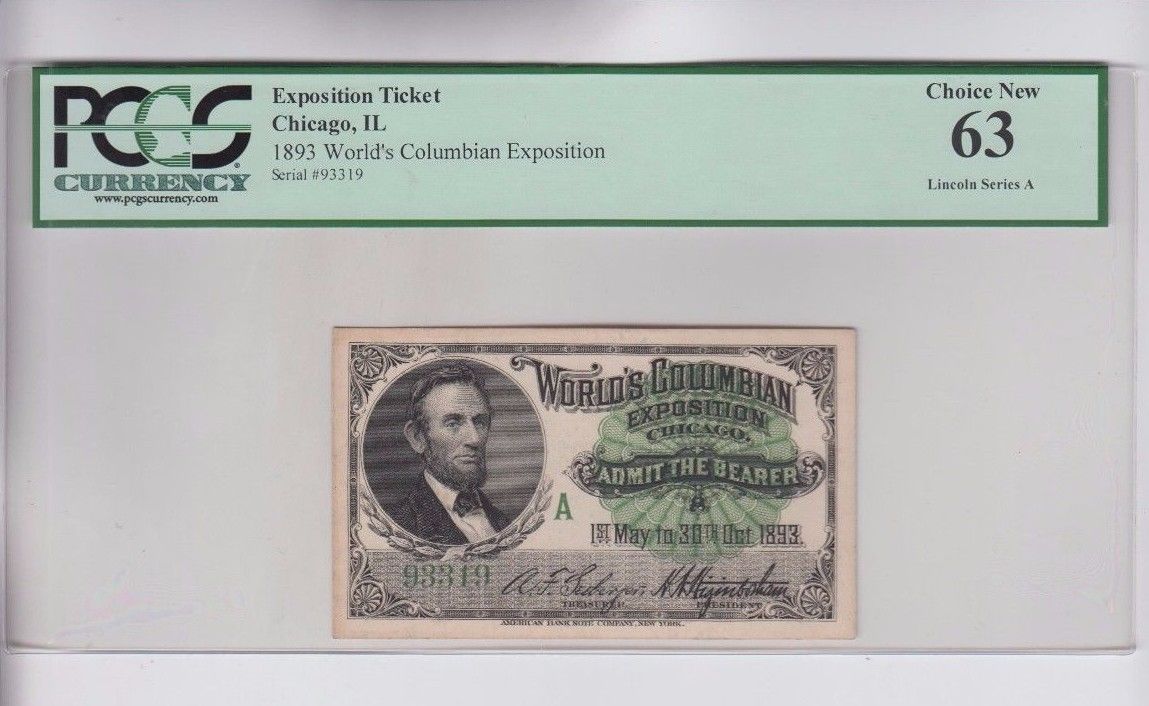 PCGS
CURRENCY
www.pcgscurrency.com
Exposition Ticket
Chicago, IL
1893 World's Columbian Exposition
Serial #93319
Choice New
63
Lincoln Series A
WORLD'S COLUMBIAN
EXPOSITION
CHICAGO.
ADMIT THE BEARER
A
1ST May to 30TH Oct 1893.
93319
TREASURER
PRESIDENT
AMERICAN BANK NOTE COMPANY, NEW YORK.